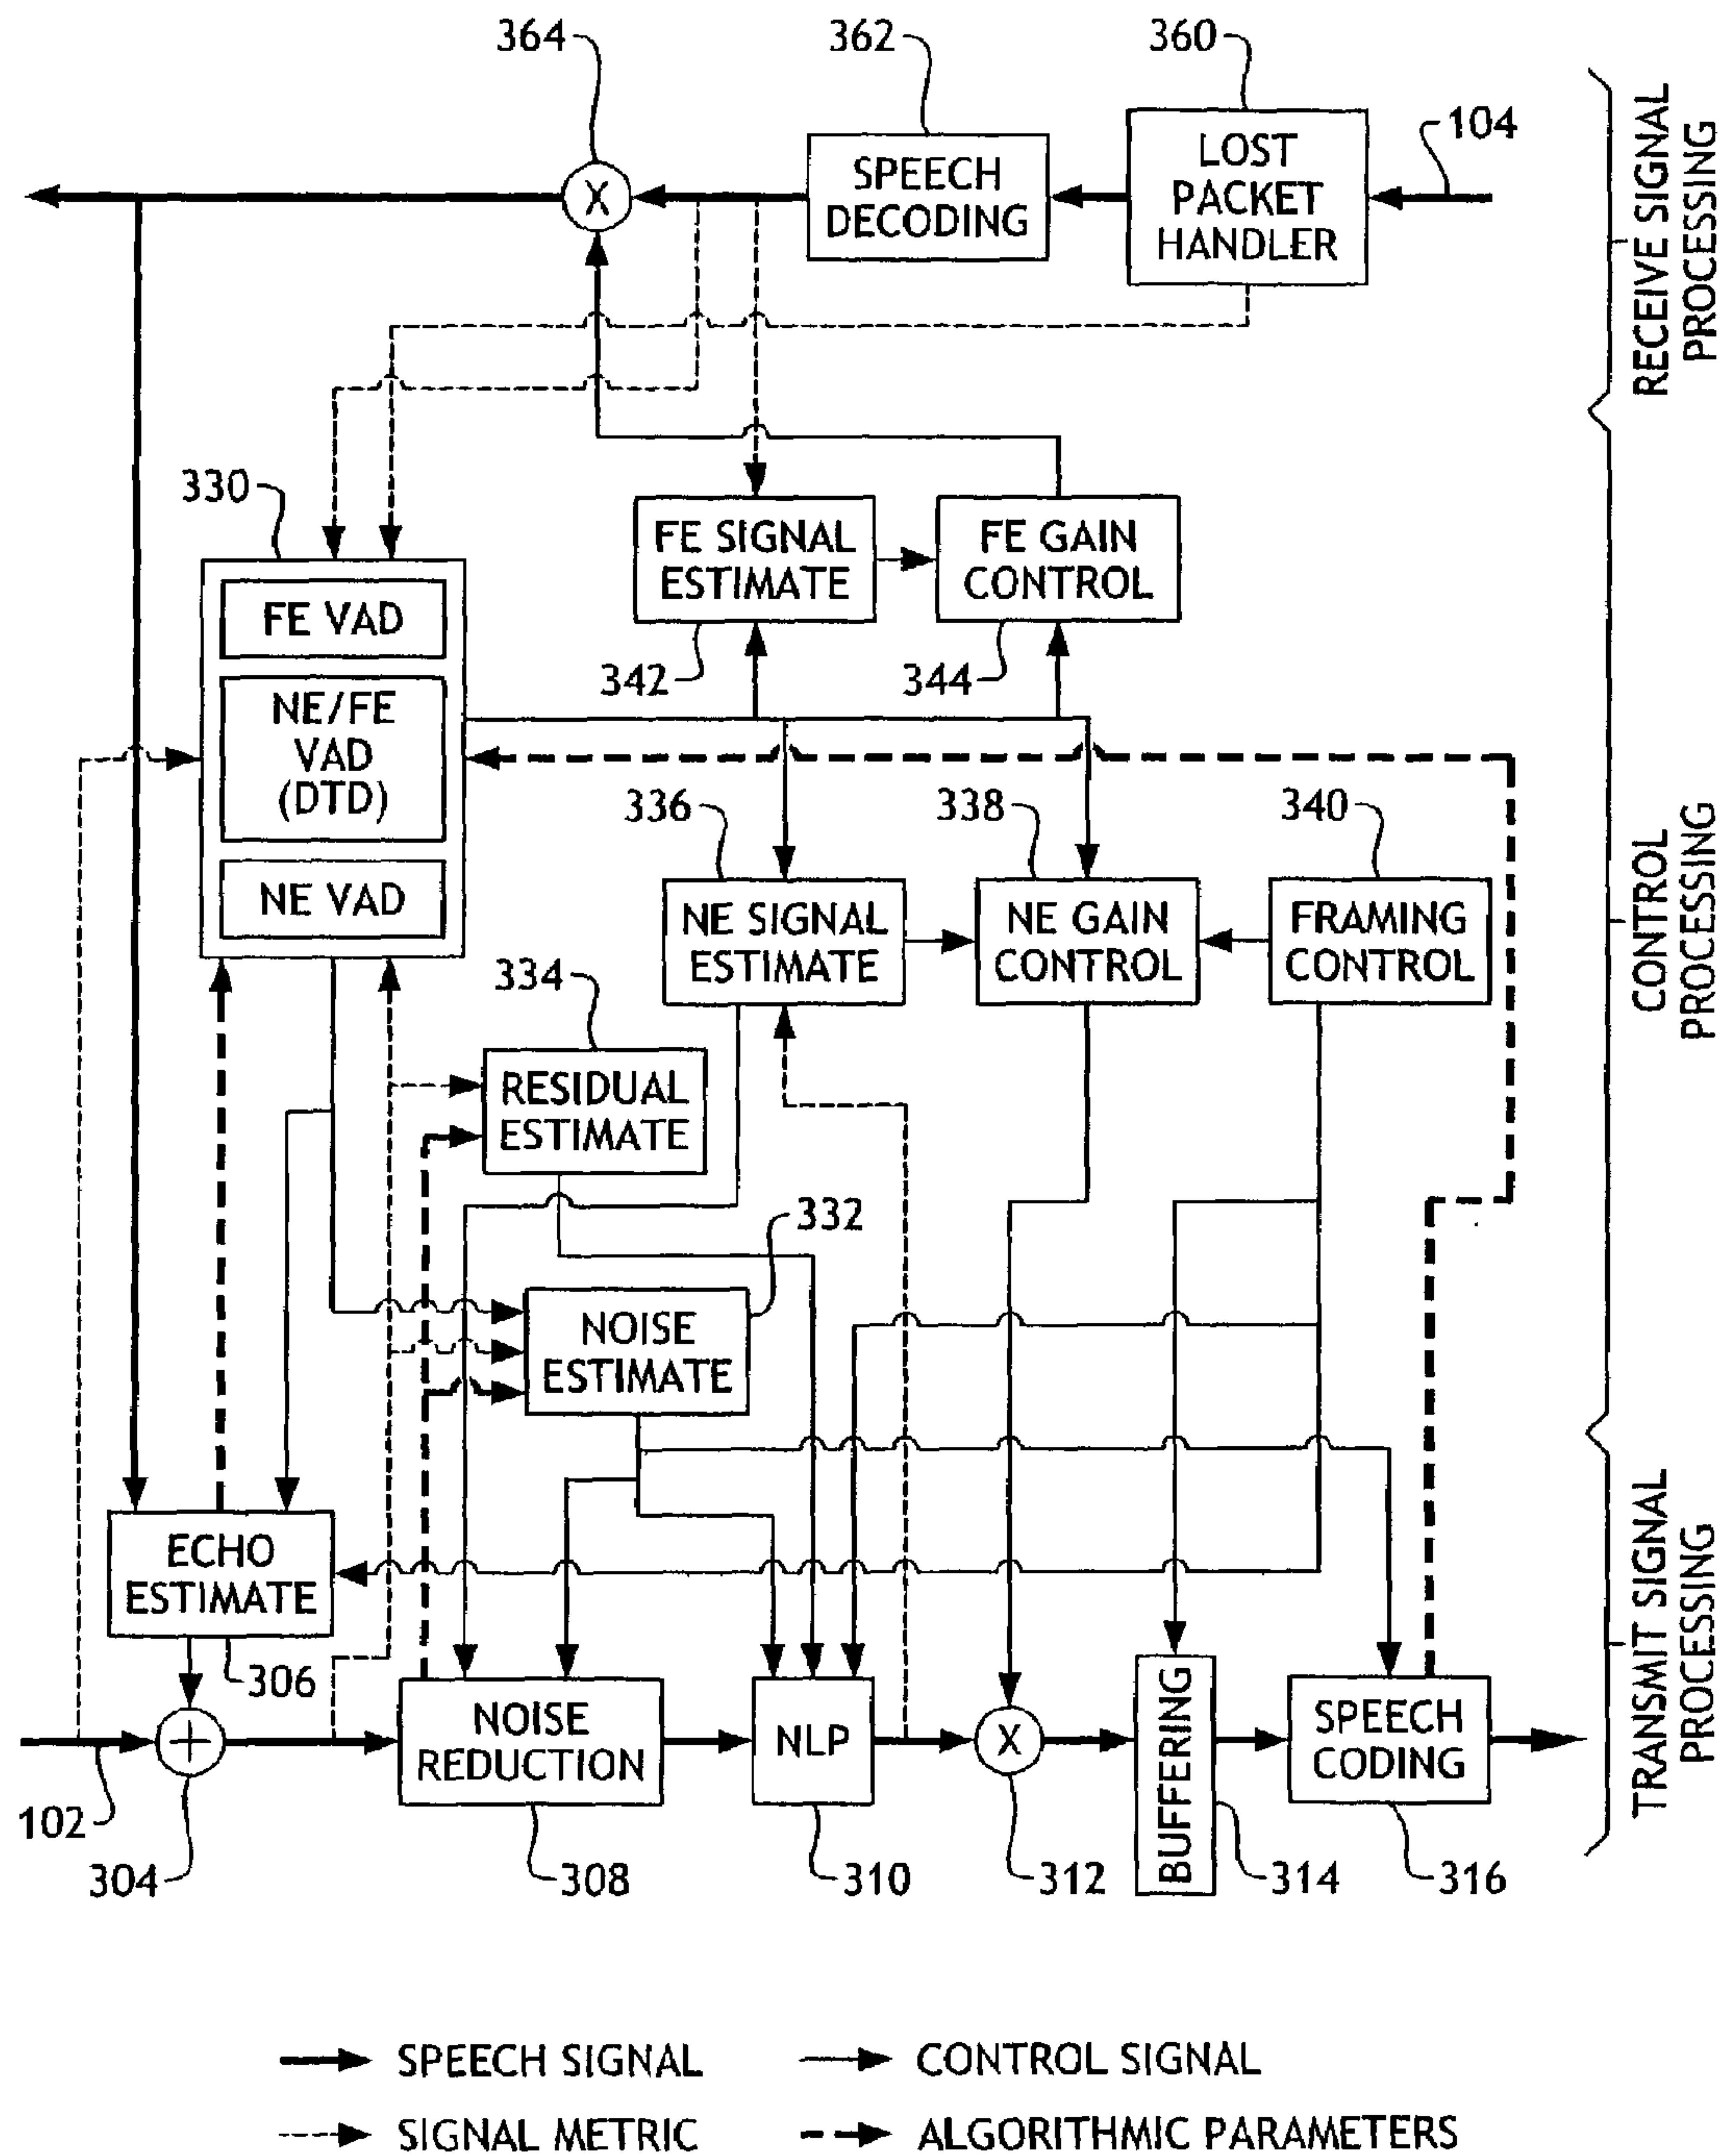 364
362
360
104
LOST
PACKET
HANDLER
SPEECH
DECODING
X
RECEIVE SIGNAL
PROCESSING
330
FE SIGNAL
ESTIMATE
FE GAIN
CONTROL
342
344
FE VAD
NE/FE
VAD
(DTD)
NE VAD
336
338
340
NE SIGNAL
ESTIMATE
NE GAIN
CONTROL
FRAMING
CONTROL
CONTROL
PROCESSING
334
RESIDUAL
ESTIMATE
332
NOISE
ESTIMATE
ECHO
ESTIMATE
306
NOISE
REDUCTION
NLP
X
BUFFERING
SPEECH
CODING
TRANSMIT SIGNAL
PROCESSING
102
304
308
310
312
314
316
SPEECH SIGNAL
CONTROL SIGNAL
SIGNAL METRIC
ALGORITHMIC PARAMETERS